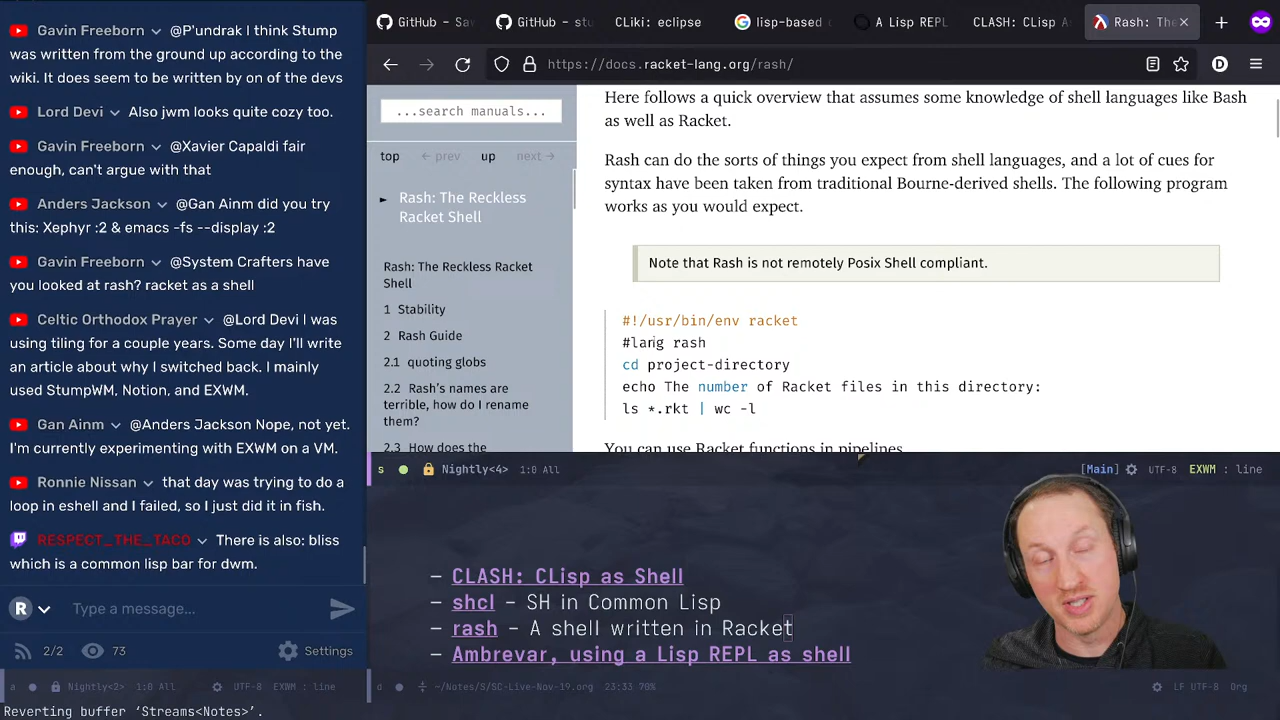 Gavin Freeborn @P'undrak I think Stump
was written from the ground up according to the
wiki. It does seem to be written by on of the devs
Lord Devi Also jwm looks quite cozy too.
Gavin Freeborn @Xavier Capaldi fair
enough, can't argue with that
Anders Jackson @Gan Ainm did you try
this: Xephyr :2 & emacs -fs --display :2
Gavin Freeborn @System Crafters have
you looked at rash? racket as a shell
Celtic Orthodox Prayer @Lord Devi I was
using tiling for a couple years. Some day I'll write
an article about why I switched back. I mainly
used StumpWM, Notion, and EXWM.
Gan Ainm @Anders Jackson Nope, not yet.
I'm currently experimenting with EXWM on a VM.
Ronnie Nissan that day was trying to do a
loop in eshell and I failed, so I just did it in fish.
RESPECT_THE_TACO There is also: bliss
which is a common lisp bar for dwm.
R Type a message...
2/2 73 Settings
a Nightly<2> 1:0 All UTF-8 EXWM : line
Reverting buffer ‘Streams<Notes>’.
GitHub - Sav
GitHub - stu
CLiki: eclipse
lisp-based
A Lisp REPL
CLASH: CLisp As
Rash: The
https://docs.racket-lang.org/rash/
D
...search manuals...
top ← prev up next →
► Rash: The Reckless
Racket Shell
Rash: The Reckless Racket
Shell
1 Stability
2 Rash Guide
2.1 quoting globs
2.2 Rash’s names are
terrible, how do I rename
them?
2.3 How does the
Here follows a quick overview that assumes some knowledge of shell languages like Bash
as well as Racket.
Rash can do the sorts of things you expect from shell languages, and a lot of cues for
syntax have been taken from traditional Bourne-derived shells. The following program
works as you would expect.
Note that Rash is not remotely Posix Shell compliant.
#!/usr/bin/env racket
#lang rash
cd project-directory
echo The number of Racket files in this directory:
ls *.rkt | wc -l
You can use Racket functions in pipelines
s Nightly<4> 1:0 All [Main] UTF-8 EXWM : line
– CLASH: CLisp as Shell
– shcl – SH in Common Lisp
– rash – A shell written in Racket
– Ambrevar, using a Lisp REPL as shell
d ~/Notes/S/SC-Live-Nov-19.org 23:33 70% LF UTF-8 Org